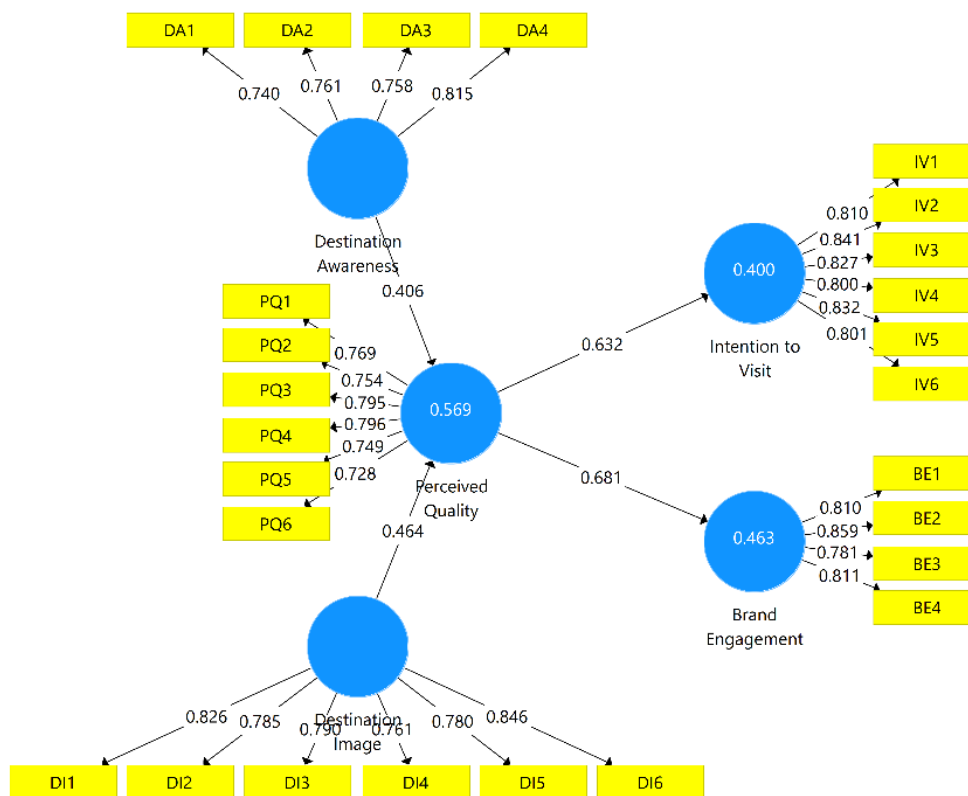 DA1 DA2 DA3 DA4
0.740 0.761 0.758 0.815
Destination
Awareness
0.406
PQ1
PQ2
PQ3
PQ4
PQ5
PQ6
0.769
0.754
0.795
0.796
0.749
0.728
0.569
Perceived
Quality
0.464
0.632
0.681
0.400
Intention to
Visit
0.810
0.841
0.827
0.800
0.832
0.801
IV1
IV2
IV3
IV4
IV5
IV6
0.463
Brand
Engagement
0.810
0.859
0.781
0.811
BE1
BE2
BE3
BE4
Destination
Image
0.826 0.785 0.790 0.761 0.780 0.846
DI1 DI2 DI3 DI4 DI5 DI6